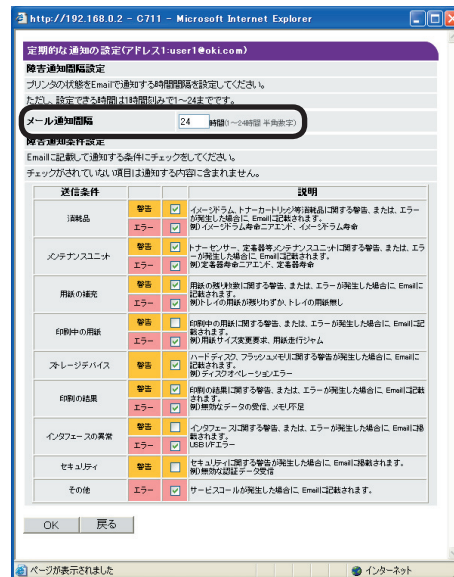 http://192.168.0.2 - C711 - Microsoft Internet Explorer
定期的な通知の設定(アドレス1:user1@oki.com)
障害通知間隔設定
プリンタの状態をEmailで通知する時間間隔を設定してください。
ただし、設定できる時間は1時間刻みで1～24までです。
メール通知間隔 24 時間(1～24時間 半角数字)
障害通知条件設定
Emailに記載して通知する条件にチェックをしてください。
チェックがされていない項目は通知する内容に含まれません。
送信条件 説明
消耗品 警告 イメージドラム、トナーカートリッジ等消耗品に関する警告、または、エラー
が発生した場合に、Emailに記載されます。
エラー 例)イメージドラム寿命ニアエンド、イメージドラム寿命
メンテナンスユニット 警告 トナーセンサー、定着器等メンテナンスユニットに関する警告、または、エラ
ーが発生した場合に、Emailに記載されます。
エラー 例)定着器寿命ニアエンド、定着器寿命
用紙の補充 警告 用紙の残り枚数に関する警告、または、エラーが発生した場合に、Emailに
記載されます。
エラー 例)トレイの用紙が残りわずか、トレイの用紙無し
印刷中の用紙 警告 印刷中の用紙に関する警告、または、エラーが発生した場合に、Emailに記
載されます。
エラー 例)用紙サイズ変更要求、用紙走行ジャム
ストレージデバイス 警告 ハードディスク、フラッシュメモリに関する警告が発生した場合に、Emailに
記載されます。
エラー 例)ディスクオペレーションエラー
印刷の結果 警告 印刷の結果に関する警告、または、エラーが発生した場合に、Emailに記載
されます。
エラー 例)無効なデータの受信、メモリ不足
インタフェースの異常 警告 インタフェースに関する警告、または、エラーが発生した場合に、Emailに掲
載されます。
エラー USB I/Fエラー
セキュリティ 警告 セキュリティに関する警告が発生した場合に、Emailに掲載されます。
例)無効な認証データ受信
その他 エラー サービスコールが発生した場合に、Emailに記載されます。
OK 戻る
ページが表示されました インターネット